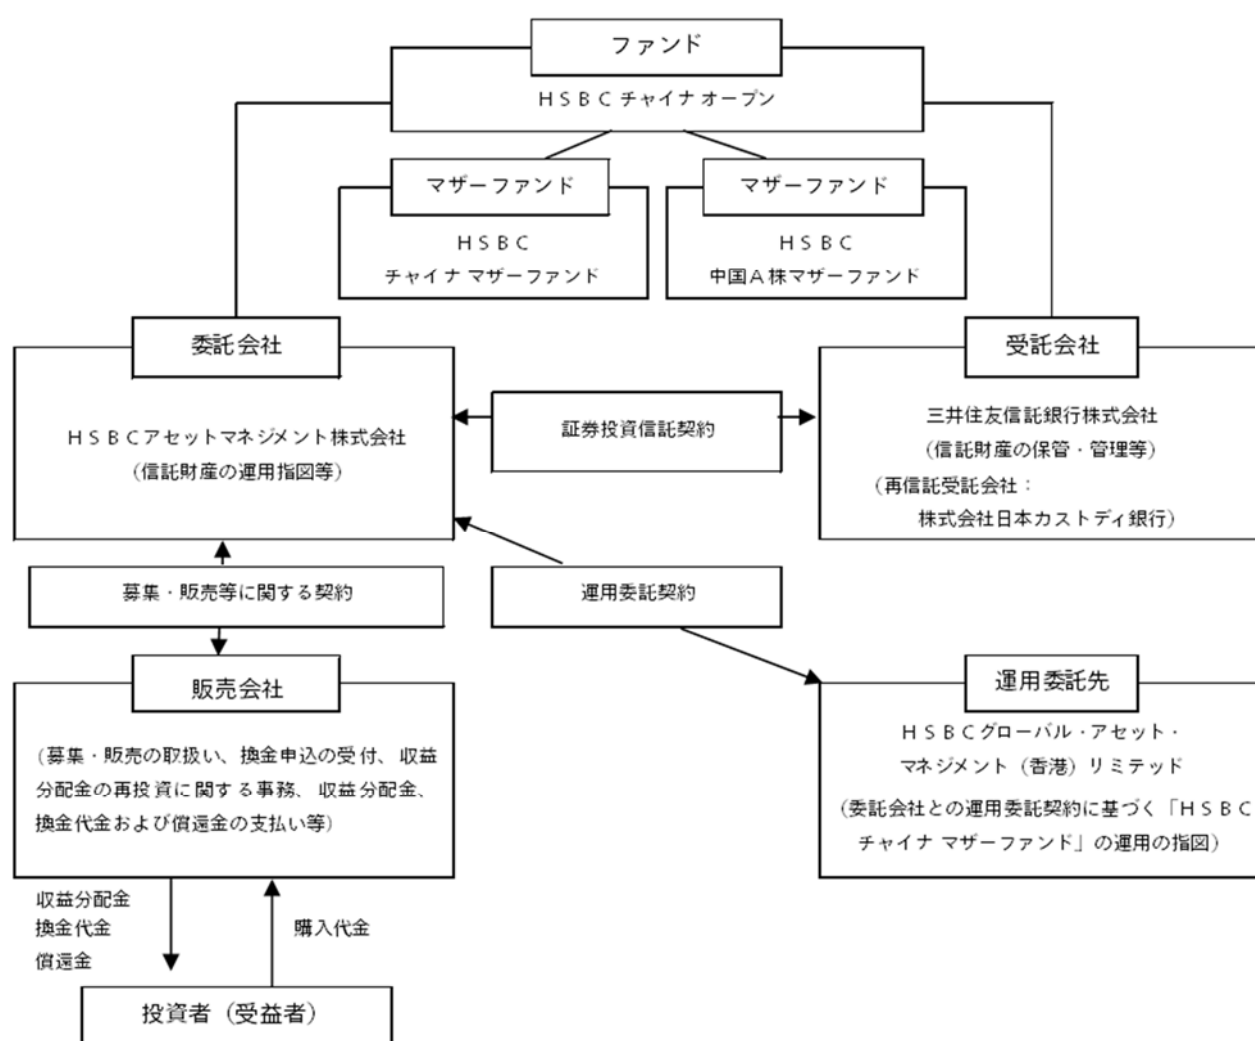 ファンド
ＨＳＢＣ チャイナ オープン
マザーファンド
ＨＳＢＣ
チャイナ マザーファンド
マザーファンド
ＨＳＢＣ
中国Ａ株マザーファンド
委託会社
ＨＳＢＣアセットマネジメント株式会社
（信託財産の運用指図等）
証券投資信託契約
受託会社
三井住友信託銀行株式会社
（信託財産の保管・管理等）
（再信託受託会社：
株式会社日本カストディ銀行）
募集・販売等に関する契約
運用委託契約
販売会社
（募集・販売の取扱い、換金申込の受付、収益
分配金の再投資に関する事務、収益分配金、
換金代金および償還金の支払い等）
運用委託先
ＨＳＢＣグローバル・アセット・
マネジメント（香港）リミテッド
（委託会社との運用委託契約に基づく「ＨＳＢＣ
チャイナ マザーファンド」の運用の指図）
収益分配金
換金代金
償還金
購入代金
投資者（受益者）